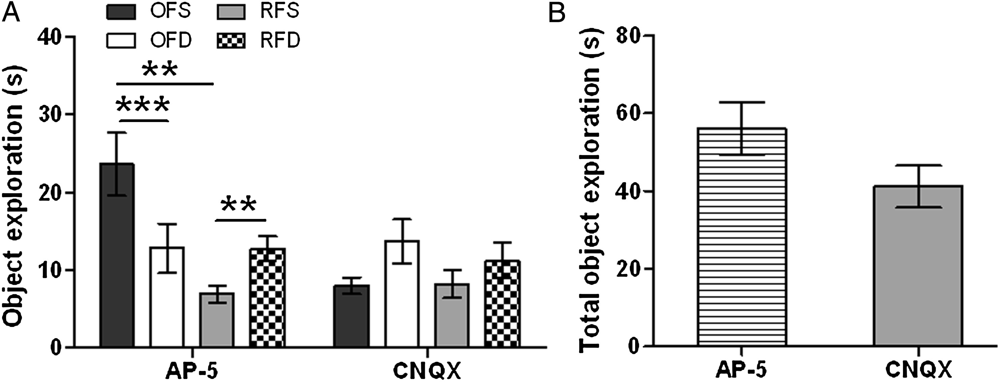 A
OFS RFS
OFD RFD
Object exploration (s)
40
30
20
10
0
**
***
**
AP-5 CNQX
B
Total object exploration (s)
80
60
40
20
0
AP-5 CNQX